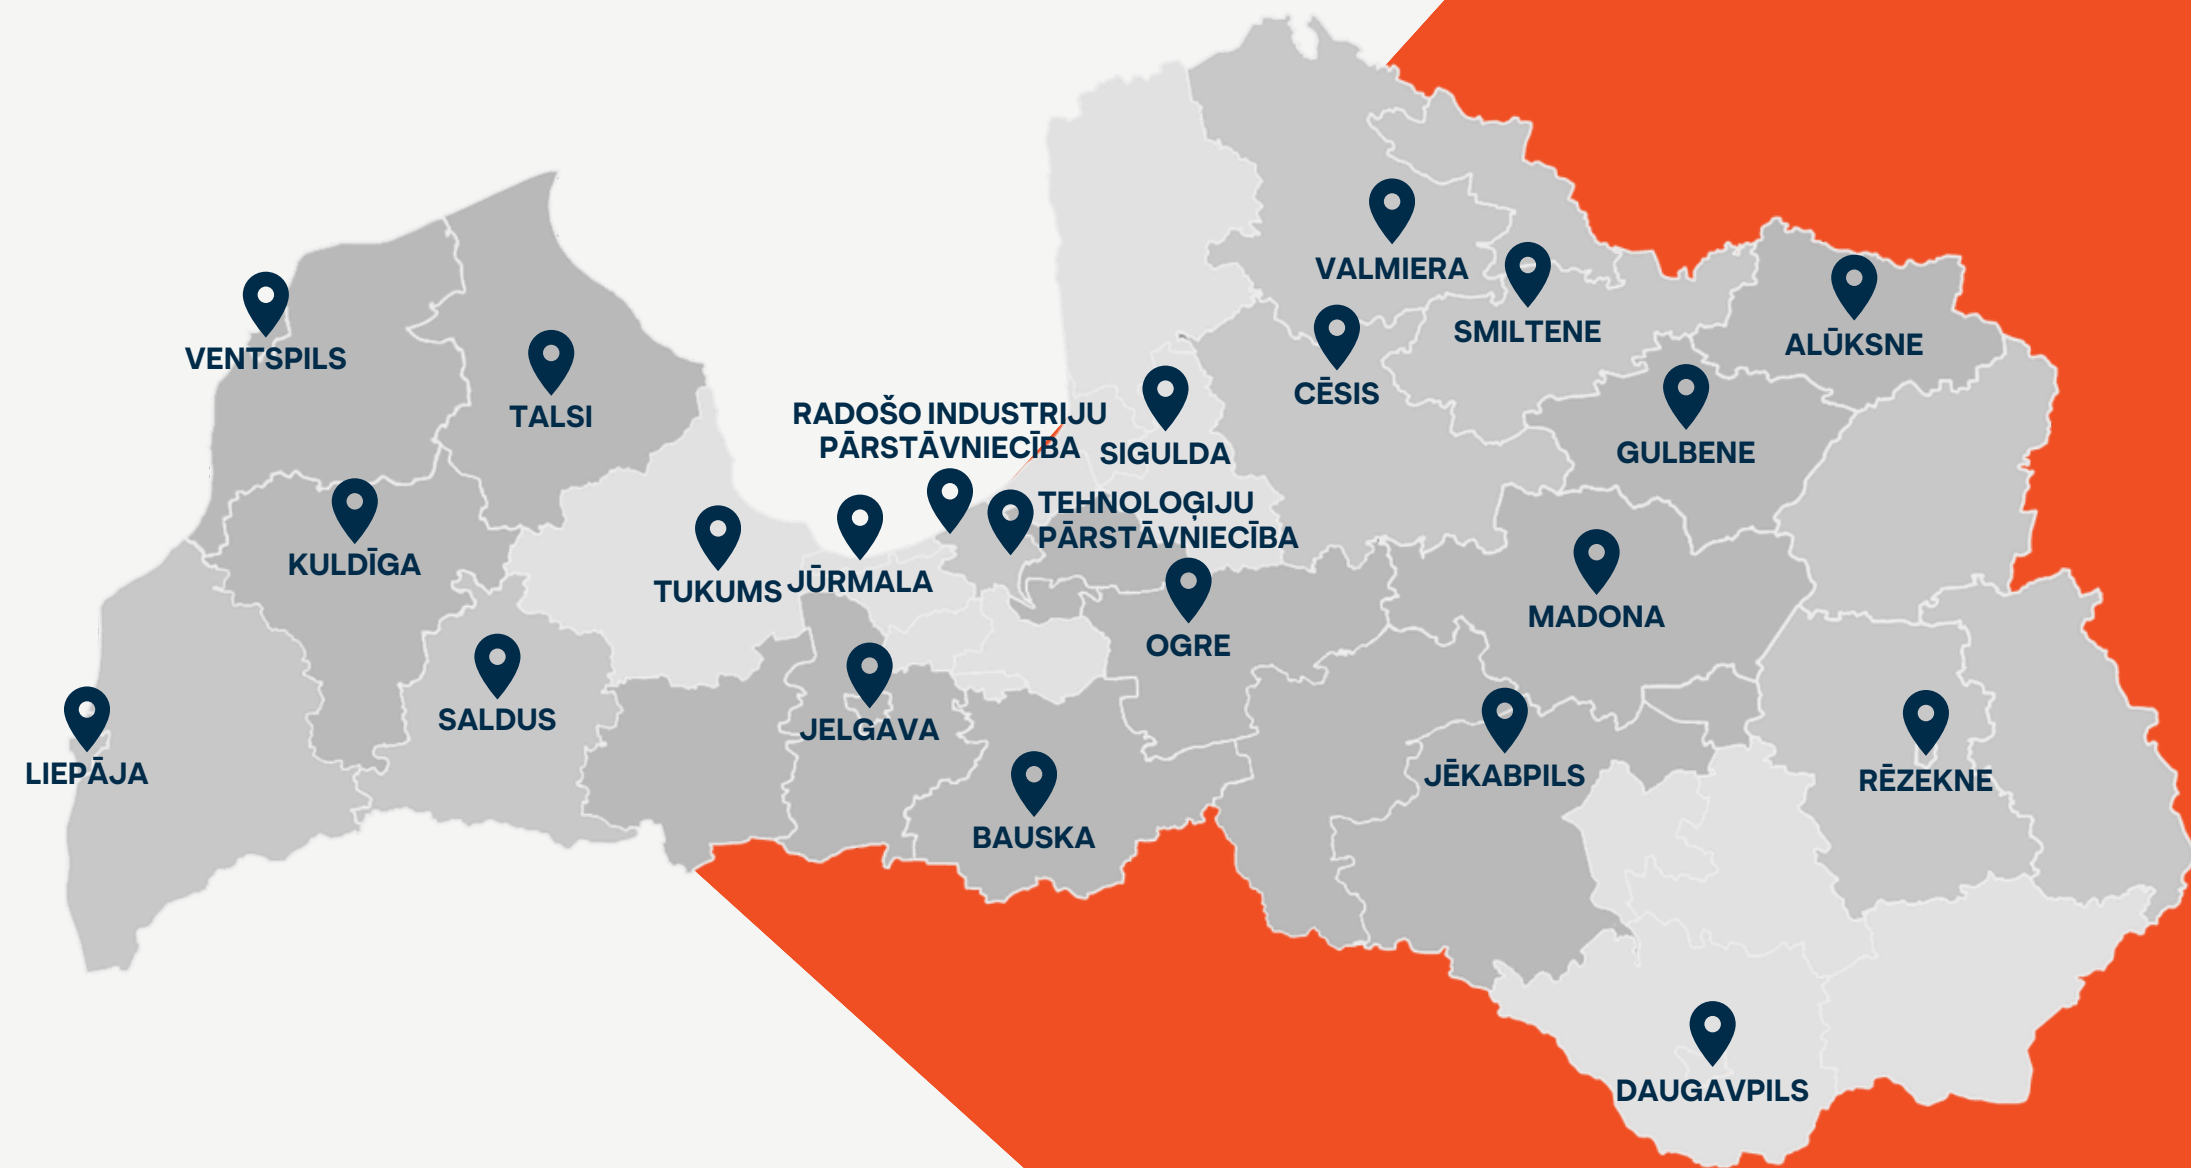 VALMIERA
SMILTENE
ALŪKSNE
VENTSPILS
TALSI
CĒSIS
RADOŠO INDUSTRIJU
PĀRSTĀVNIECĪBA
SIGULDA
GULBENE
TEHNOLOĢIJU
PĀRSTĀVNIECĪBA
KULDĪGA
TUKUMS
JŪRMALA
MADONA
OGRE
SALDUS
JELGAVA
LIEPĀJA
JĒKABPILS
RĒZEKNE
BAUSKA
DAUGAVPILS